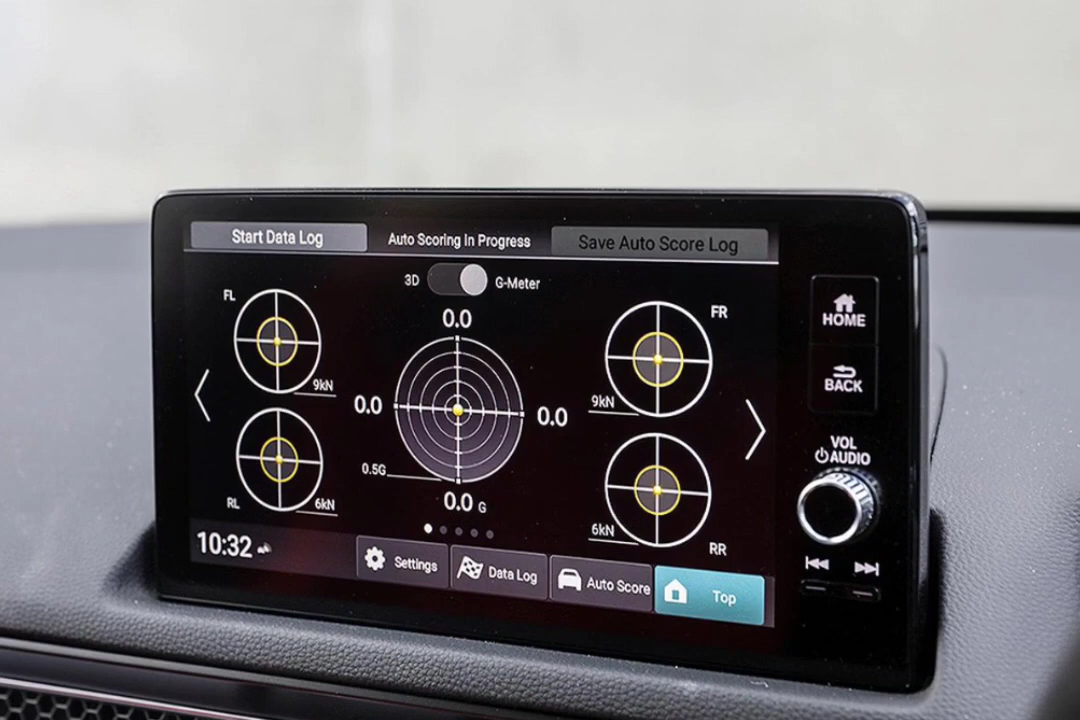 Start Data Log
Auto Scoring In Progress
Save Auto Score Log
3D
G-Meter
FL
9kN
RL
6kN
0.0
0.0
0.0
0.5G
0.0 G
FR
9kN
6kN
RR
10:32
Settings
Data Log
Auto Score
Top
HOME
BACK
VOL
AUDIO